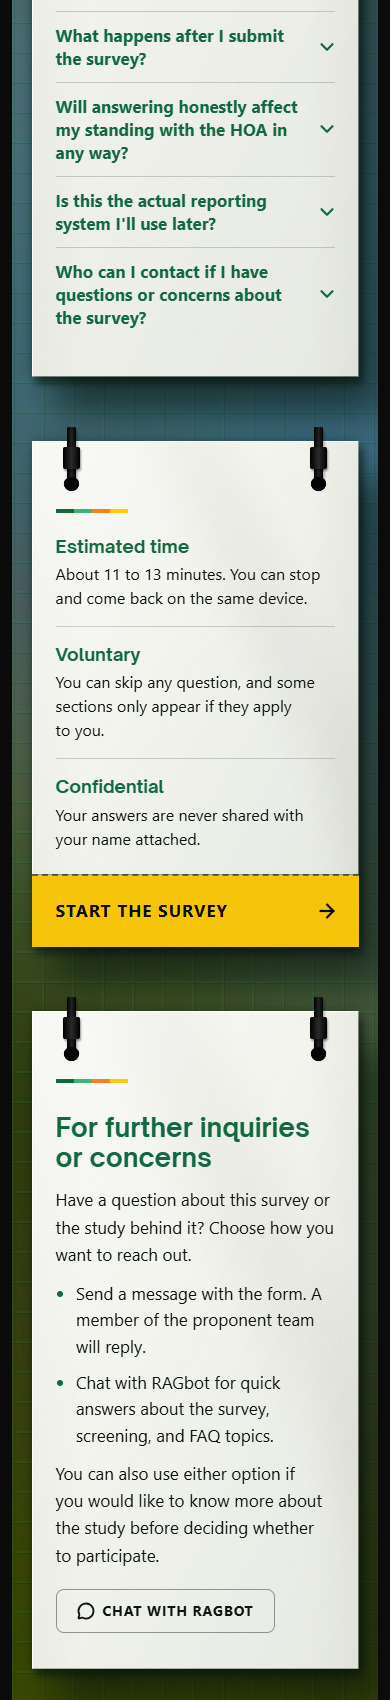 What happens after I submit
the survey?
Will answering honestly affect
my standing with the HOA in
any way?
Is this the actual reporting
system I'll use later?
Who can I contact if I have
questions or concerns about
the survey?
Estimated time
About 11 to 13 minutes. You can stop
and come back on the same device.
Voluntary
You can skip any question, and some
sections only appear if they apply
to you.
Confidential
Your answers are never shared with
your name attached.
START THE SURVEY
For further inquiries
or concerns
Have a question about this survey or
the study behind it? Choose how you
want to reach out.
• Send a message with the form. A
member of the proponent team
will reply.
• Chat with RAGbot for quick
answers about the survey,
screening, and FAQ topics.
You can also use either option if
you would like to know more about
the study before deciding whether
to participate.
CHAT WITH RAGBOT